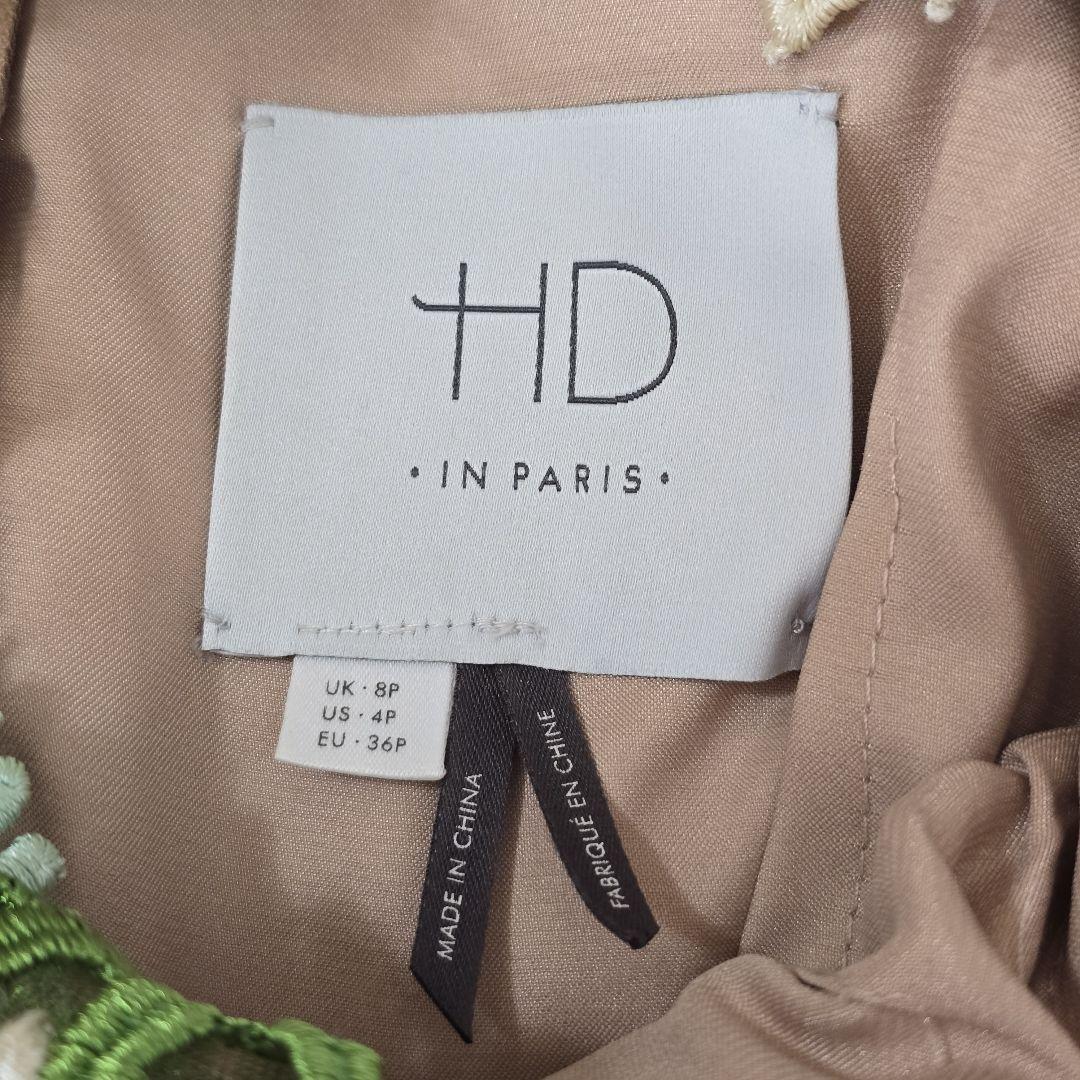 HD
• IN PARIS •
UK · 8P
US · 4P
EU · 36P
MADE IN CHINA
FABRIQUÉ EN CHINE